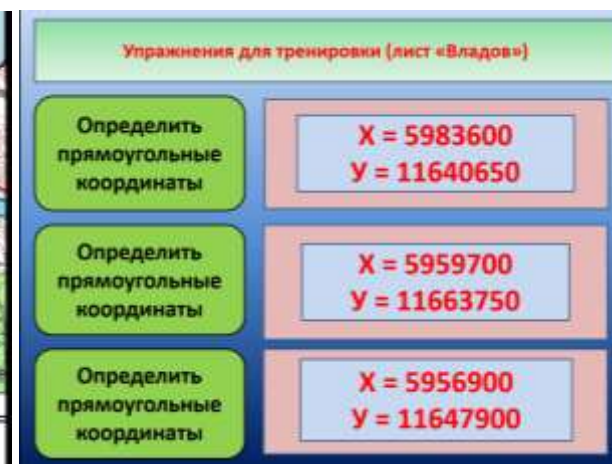 Упражнения для тренировки (лист «Владов»)
Определить
прямоугольные
координаты
X = 5983600
У = 11640650
Определить
прямоугольные
координаты
X = 5959700
У = 11663750
Определить
прямоугольные
координаты
X = 5956900
У = 11647900